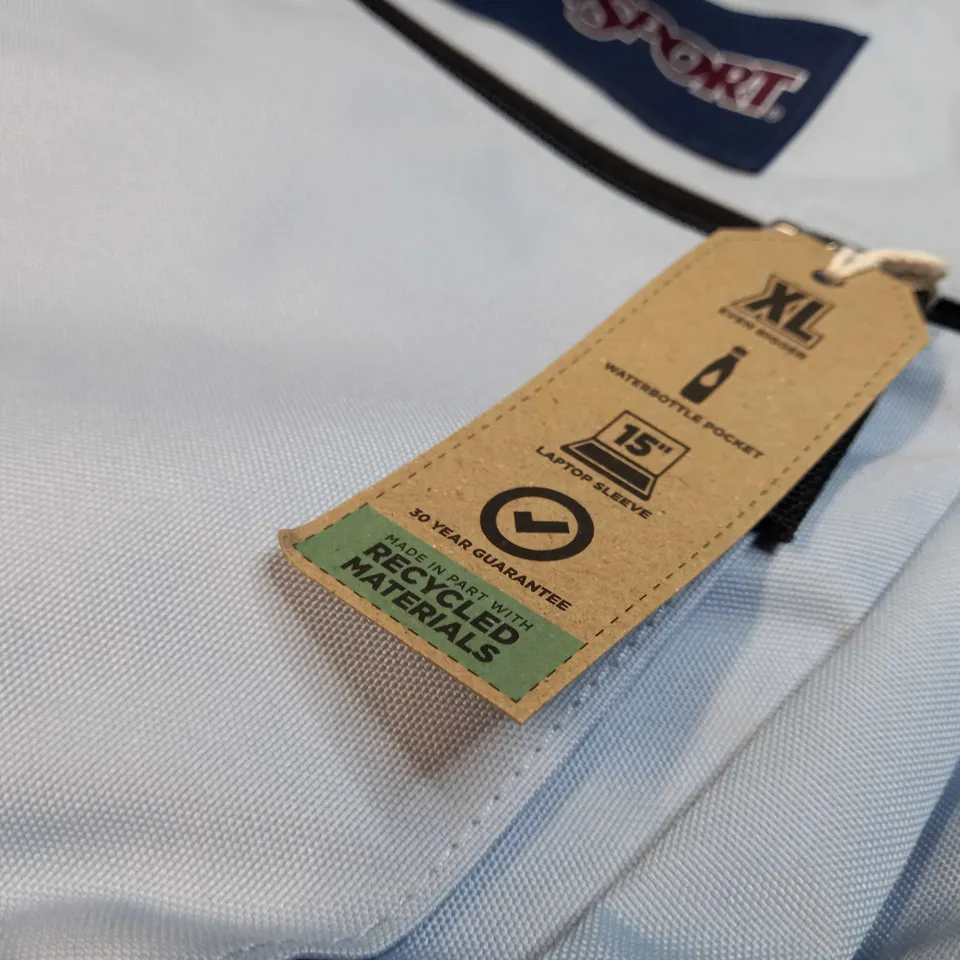 SPORT
XL
EVEN BIGGER
WATERBOTTLE POCKET
15"
LAPTOP SLEEVE
30 YEAR GUARANTEE
MADE IN PART WITH
RECYCLED
MATERIALS